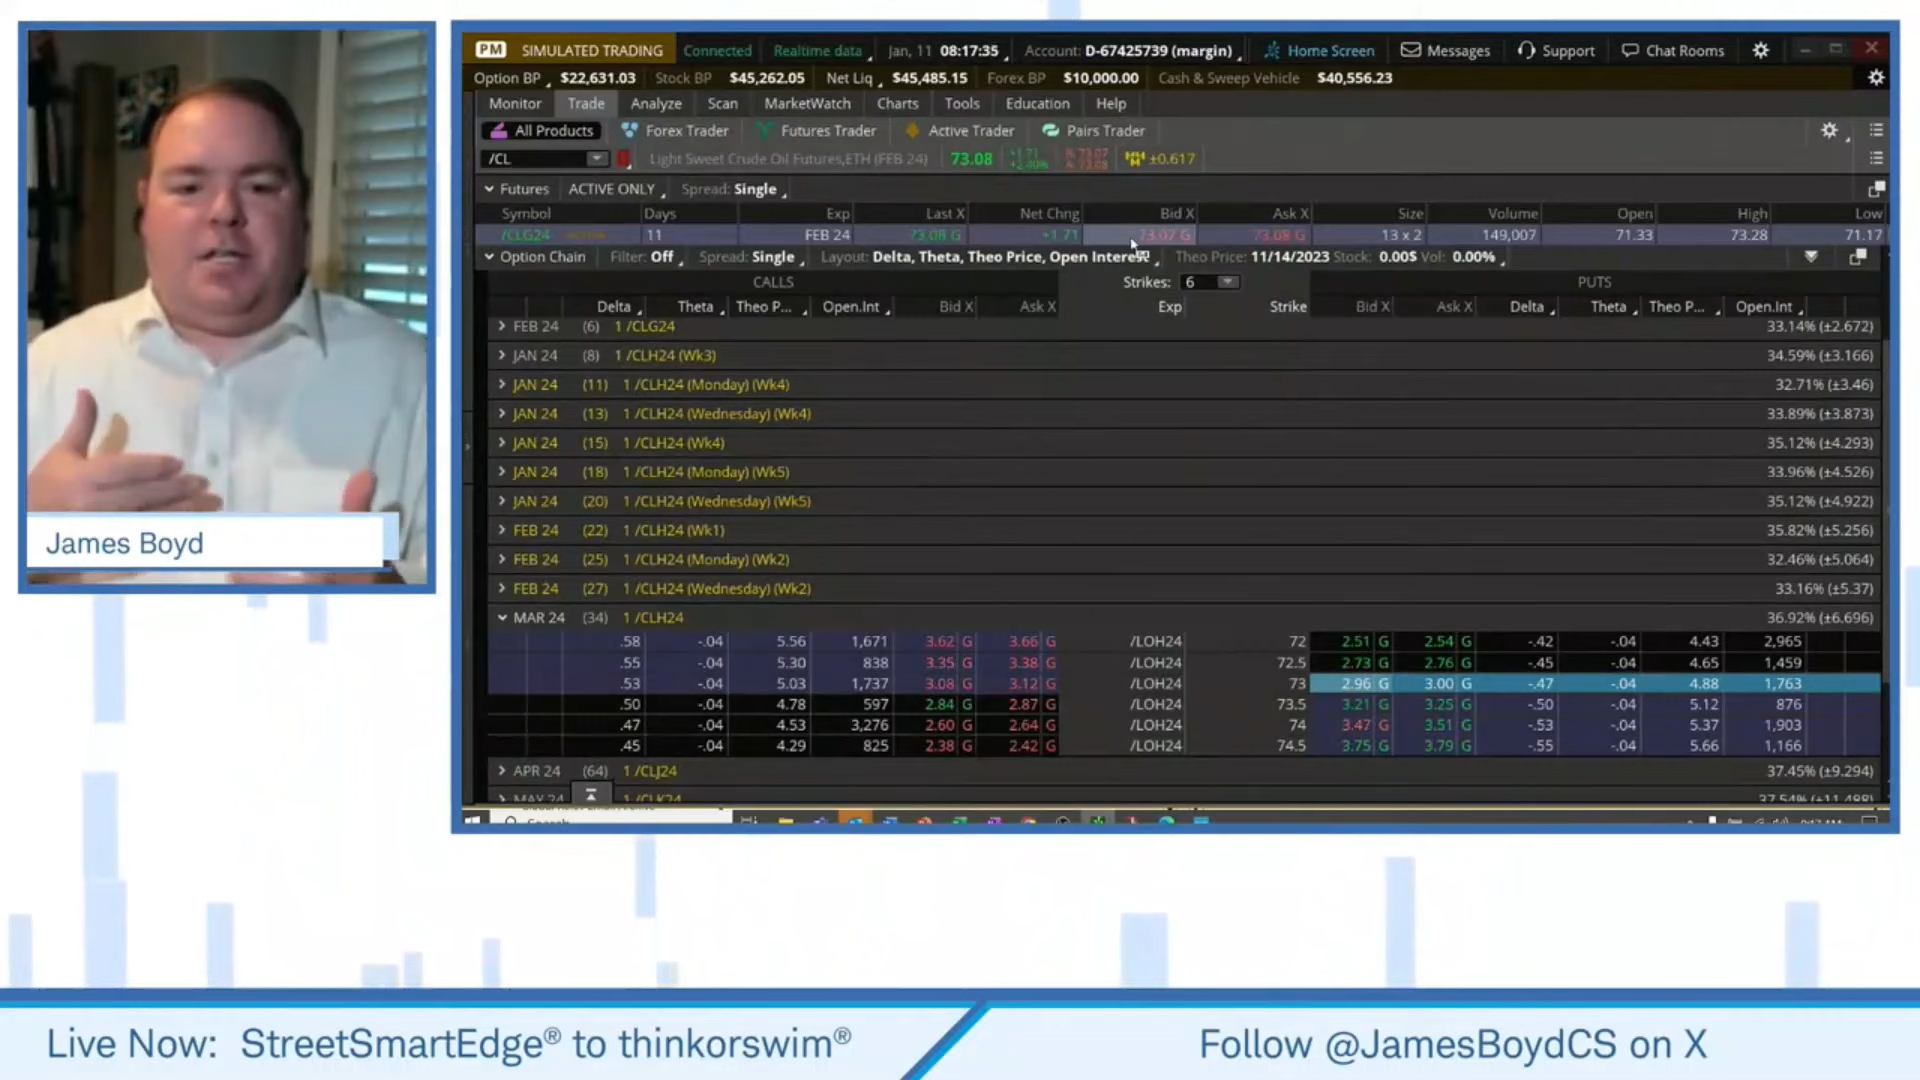 PM SIMULATED TRADING Connected Realtime data Jan, 11 08:17:35 Account: D-67425739 (margin) Home Screen Messages Support Chat Rooms
Option BP $22,631.03 Stock BP $45,262.05 Net Liq $45,485.15 Forex BP $10,000.00 Cash & Sweep Vehicle $40,556.23
Monitor Trade Analyze Scan MarketWatch Charts Tools Education Help
All Products Forex Trader Futures Trader Active Trader Pairs Trader
/CL Light Sweet Crude Oil Futures,ETH (FEB 24) 73.08 +1.71 B: 73.07 A: 73.08 ±0.617
Futures ACTIVE ONLY Spread: Single
Symbol Days Exp Last X Net Chng Bid X Ask X Size Volume Open High Low
/CLG24 11 FEB 24 73.08 G +1.71 73.07 G 73.08 G 13 x 2 149,007 71.33 73.28 71.17
Option Chain Filter: Off Spread: Single Layout: Delta, Theta, Theo Price, Open Interest Theo Price: 11/14/2023 Stock: 0.00$ Vol: 0.00%
CALLS Strikes: 6 PUTS
Delta Theta Theo P... Open.Int Bid X Ask X Exp Strike Bid X Ask X Delta Theta Theo P... Open.Int
FEB 24 (6) 1 /CLG24 33.14% (±2.672)
JAN 24 (8) 1 /CLH24 (Wk3) 34.59% (±3.166)
JAN 24 (11) 1 /CLH24 (Monday) (Wk4) 32.71% (±3.46)
JAN 24 (13) 1 /CLH24 (Wednesday) (Wk4) 33.89% (±3.873)
JAN 24 (15) 1 /CLH24 (Wk4) 35.12% (±4.293)
JAN 24 (18) 1 /CLH24 (Monday) (Wk5) 33.96% (±4.526)
JAN 24 (20) 1 /CLH24 (Wednesday) (Wk5) 35.12% (±4.922)
FEB 24 (22) 1 /CLH24 (Wk1) 35.82% (±5.256)
FEB 24 (25) 1 /CLH24 (Monday) (Wk2) 32.46% (±5.064)
FEB 24 (27) 1 /CLH24 (Wednesday) (Wk2) 33.16% (±5.37)
MAR 24 (34) 1 /CLH24 36.92% (±6.696)
.58 -.04 5.56 1,671 3.62 G 3.66 G /LOH24 72 2.51 G 2.54 G -.42 -.04 4.43 2,965
.55 -.04 5.30 838 3.35 G 3.38 G /LOH24 72.5 2.73 G 2.76 G -.45 -.04 4.65 1,459
.53 -.04 5.03 1,737 3.08 G 3.12 G /LOH24 73 2.96 G 3.00 G -.47 -.04 4.88 1,763
.50 -.04 4.78 597 2.84 G 2.87 G /LOH24 73.5 3.21 G 3.25 G -.50 -.04 5.12 876
.47 -.04 4.53 3,276 2.60 G 2.64 G /LOH24 74 3.47 G 3.51 G -.53 -.04 5.37 1,903
.45 -.04 4.29 825 2.38 G 2.42 G /LOH24 74.5 3.75 G 3.79 G -.55 -.04 5.66 1,166
APR 24 (64) 1 /CLJ24 37.45% (±9.294)
MAY 24 1 /CLK24 37.54% (±11.488)
James Boyd
Live Now: StreetSmartEdge® to thinkorswim®
Follow @JamesBoydCS on X